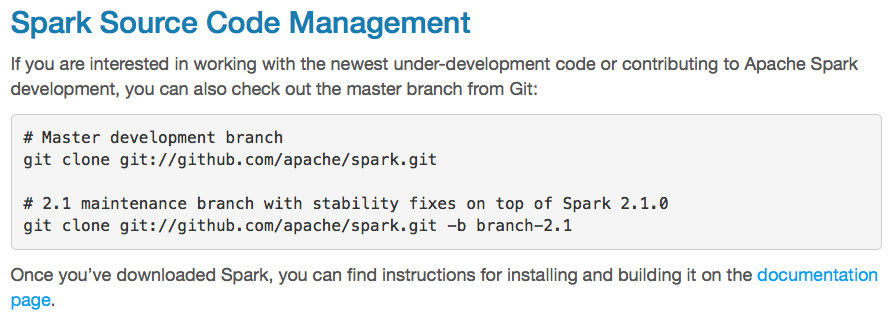 Spark Source Code Management
If you are interested in working with the newest under-development code or contributing to Apache Spark
development, you can also check out the master branch from Git:
# Master development branch
git clone git://github.com/apache/spark.git
# 2.1 maintenance branch with stability fixes on top of Spark 2.1.0
git clone git://github.com/apache/spark.git -b branch-2.1
Once you’ve downloaded Spark, you can find instructions for installing and building it on the documentation
page.